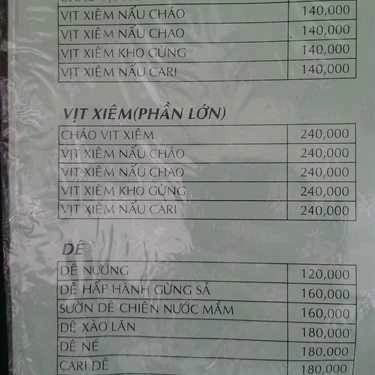 VỊT XIÊM NẤU CHÁO 140,000
VỊT XIÊM NẤU CHAO 140,000
VỊT XIÊM KHO GỪNG 140,000
VỊT XIÊM NẤU CARI 140,000
VỊT XIÊM(PHẦN LỚN)
CHÁO VỊT XIÊM 240,000
VỊT XIÊM NẤU CHÁO 240,000
VỊT XIÊM NẤU CHAO 240,000
VỊT XIÊM KHO GỪNG 240,000
VỊT XIÊM NẤU CARI 240,000
DÊ
DÊ NƯỚNG 120,000
DÊ HẤP HÀNH GỪNG SẢ 160,000
SƯỜN DÊ CHIÊN NƯỚC MẮM 160,000
DÊ XÀO LĂN 180,000
DÊ NÉ 180,000
CARI DÊ 180,000